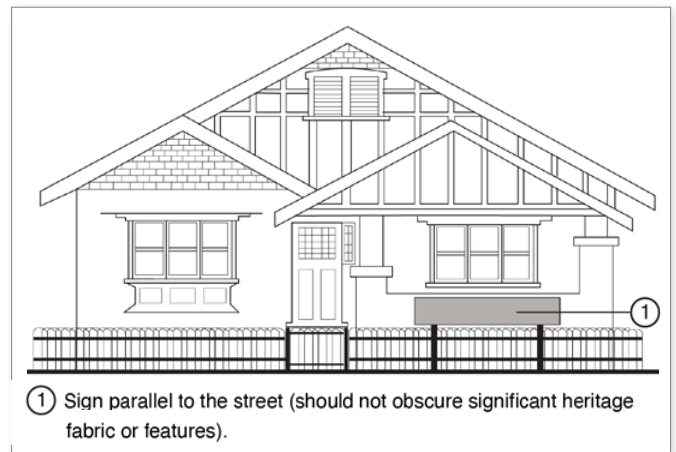 1
1 Sign parallel to the street (should not obscure significant heritage
fabric or features).